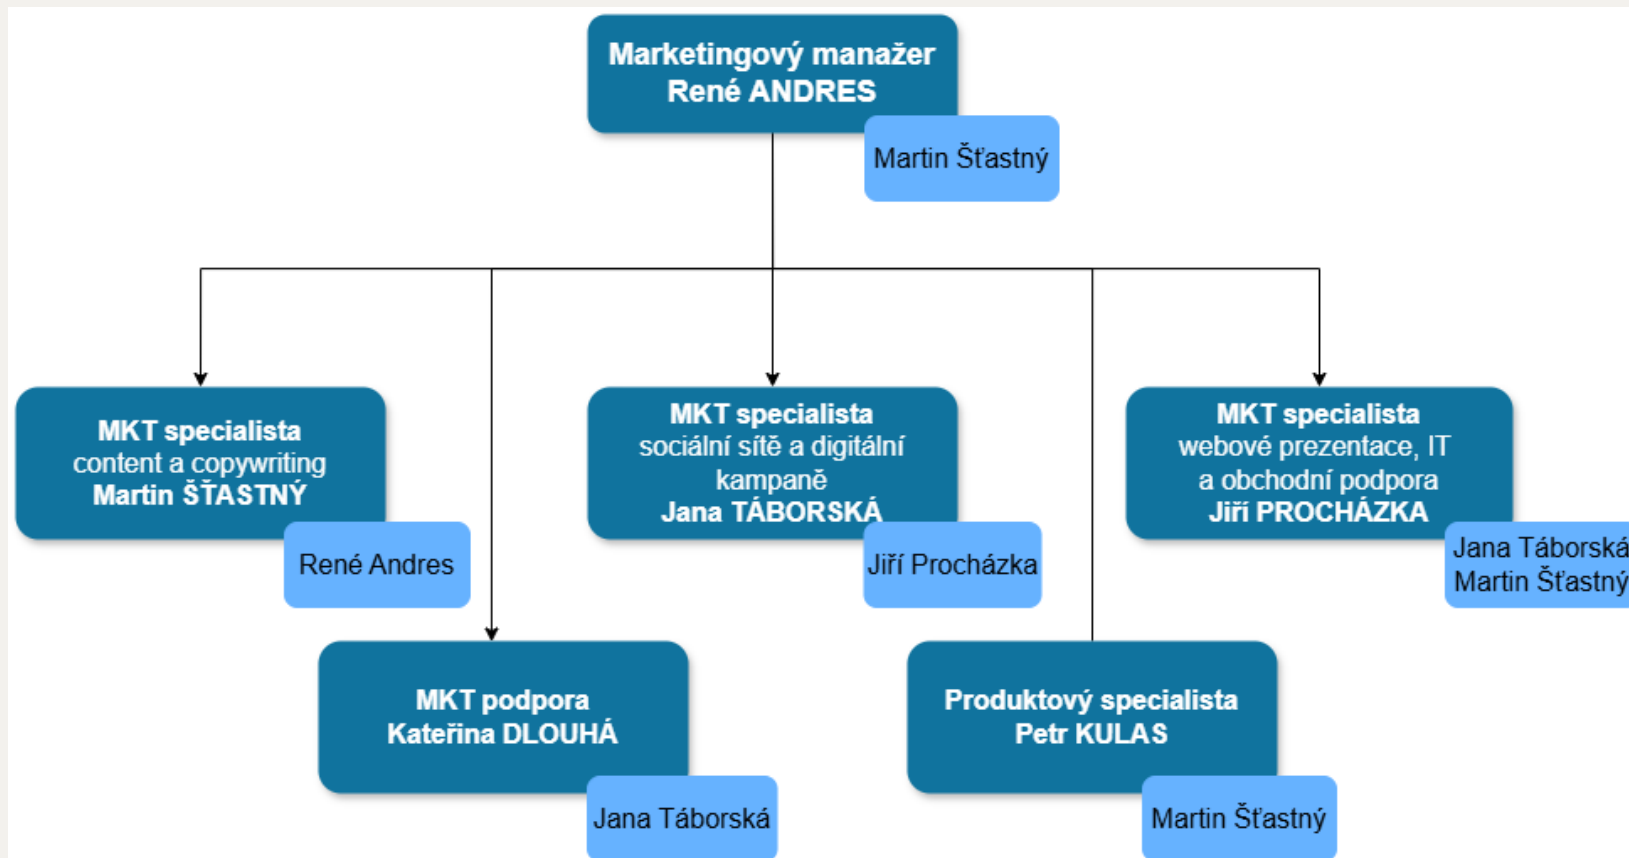 Marketingový manažer
René ANDRES
Martin Šťastný
MKT specialista
content a copywriting
Martin ŠŤASTNÝ
René Andres
MKT specialista
sociální sítě a digitální
kampaně
Jana TÁBORSKÁ
Jiří Procházka
MKT specialista
webové prezentace, IT
a obchodní podpora
Jiří PROCHÁZKA
Jana Táborská
Martin Šťastný
MKT podpora
Kateřina DLOUHÁ
Jana Táborská
Produktový specialista
Petr KULAS
Martin Šťastný